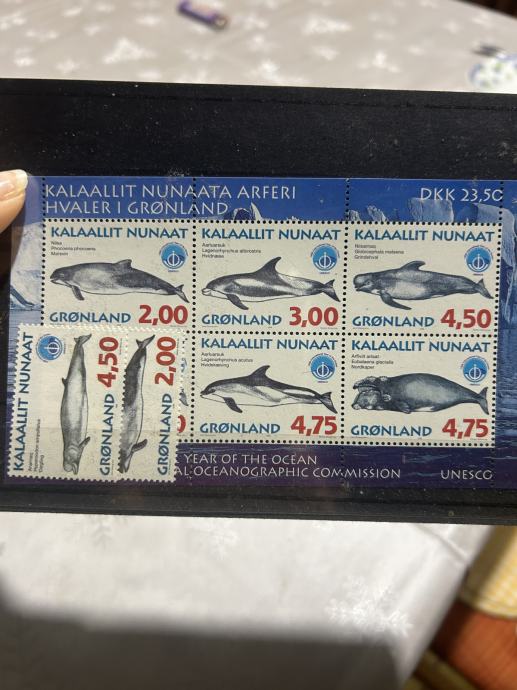 KALAALLIT NUNAATA ARFERI
HVALER I GRØNLAND
DKK 23,50
KALAALLIT NUNAAT
Niisa
Phocoena phocoena
Marsvin
GRØNLAND 2,00
KALAALLIT NUNAAT
Aarluarsuk
Lagenorhynchus albirostris
Hvidnæse
GRØNLAND 3,00
KALAALLIT NUNAAT
Niisarnaq
Globicephala melaena
Grindehval
GRØNLAND 4,50
KALAALLIT NUNAAT
4,50
KALAALLIT NUNAAT
2,00
GRØNLAND
KALAALLIT NUNAAT
Aarluarsuk
Lagenorhynchus acutus
Hvidskæving
GRØNLAND 4,75
KALAALLIT NUNAAT
Arfivit arlaat
Eubalaena glacialis
Nordkaper
GRØNLAND 4,75
YEAR OF THE OCEAN
AL OCEANOGRAPHIC COMMISSION
UNESCO